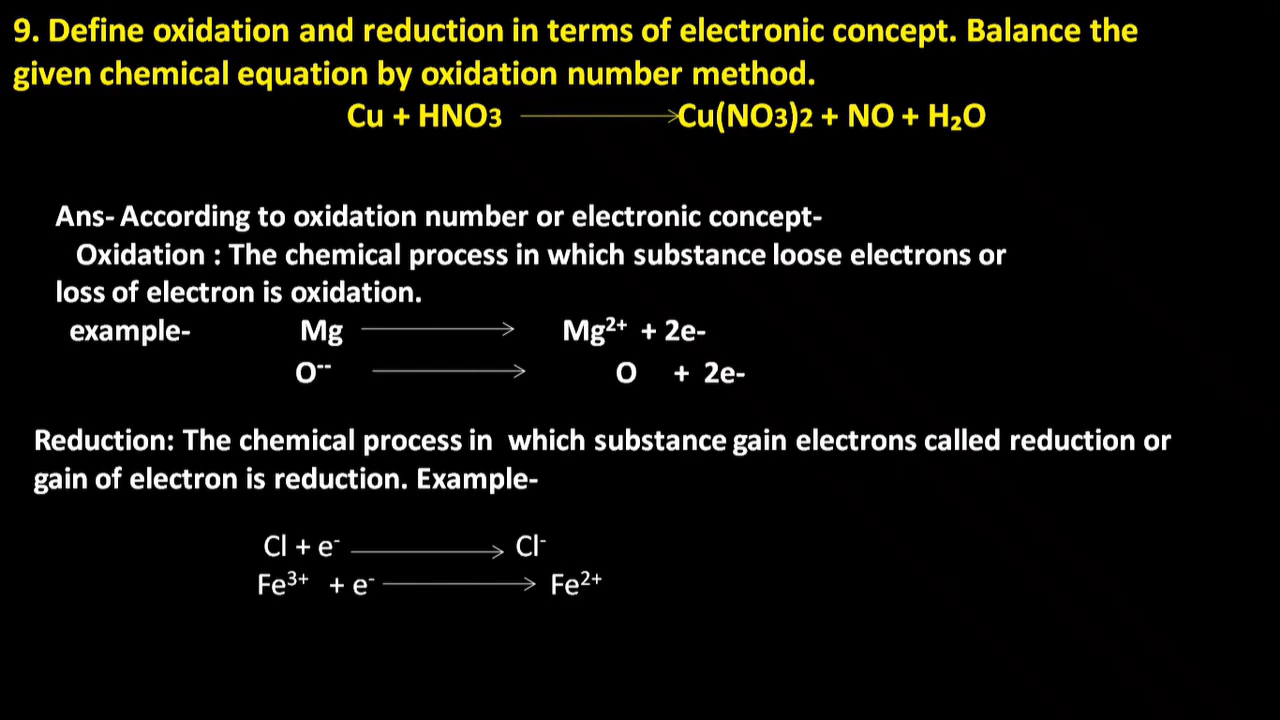 9. Define oxidation and reduction in terms of electronic concept. Balance the
given chemical equation by oxidation number method.
Cu + HNO3 ⟶ Cu(NO3)2 + NO + H₂O
Ans- According to oxidation number or electronic concept-
Oxidation : The chemical process in which substance loose electrons or
loss of electron is oxidation.
example- Mg ⟶ Mg²⁺ + 2e-
O⁻⁻ ⟶ O + 2e-
Reduction: The chemical process in which substance gain electrons called reduction or
gain of electron is reduction. Example-
Cl + e⁻ ⟶ Cl⁻
Fe³⁺ + e⁻ ⟶ Fe²⁺